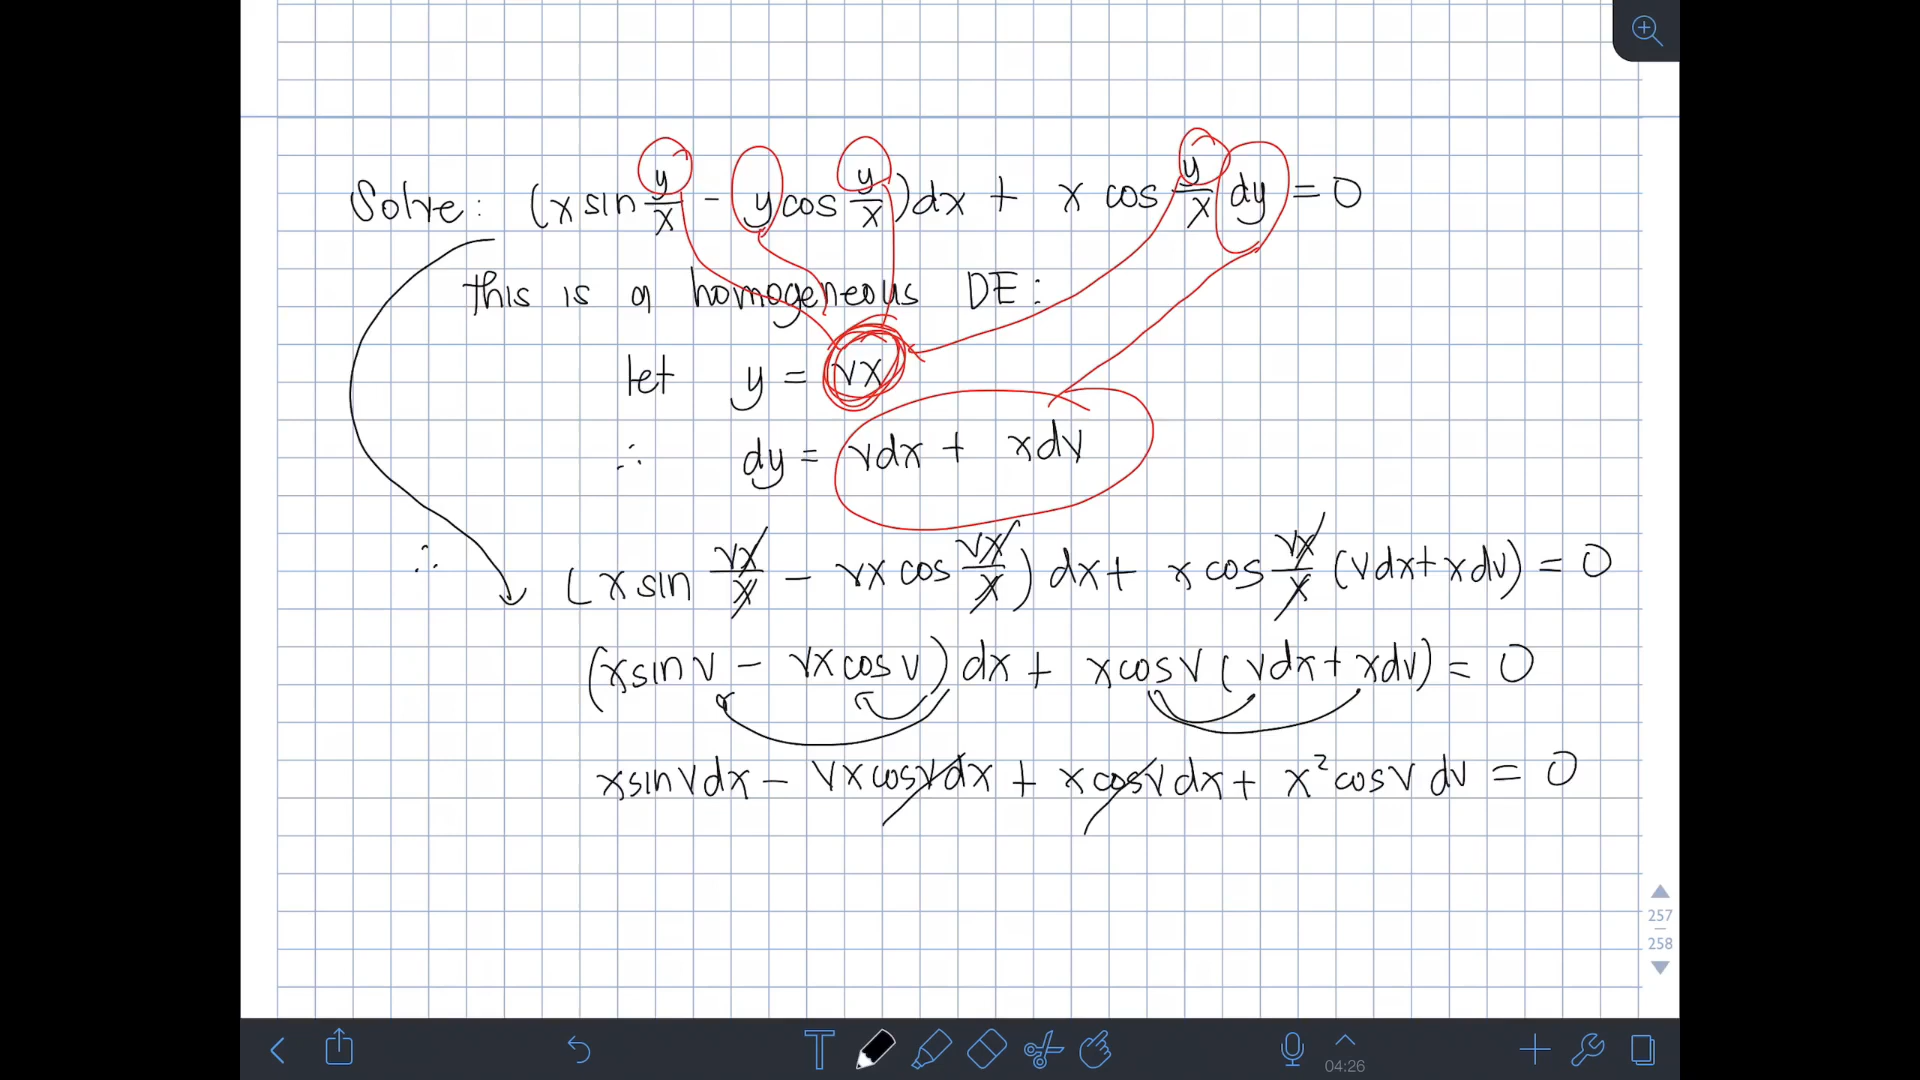 Solve: (x sin y/x - y cos y/x)dx + x cos y/x dy = 0
this is a homogeneous DE:
let y = vx
∴ dy = vdx + xdv
∴ (x sin vx/x - vx cos vx/x) dx + x cos vx/x (vdx + xdv) = 0
(x sin v - vx cos v) dx + x cos v (vdx + xdv) = 0
x sin v dx - vx cos v dx + x cos v dx + x² cos v dv = 0
257
258
T
04:26